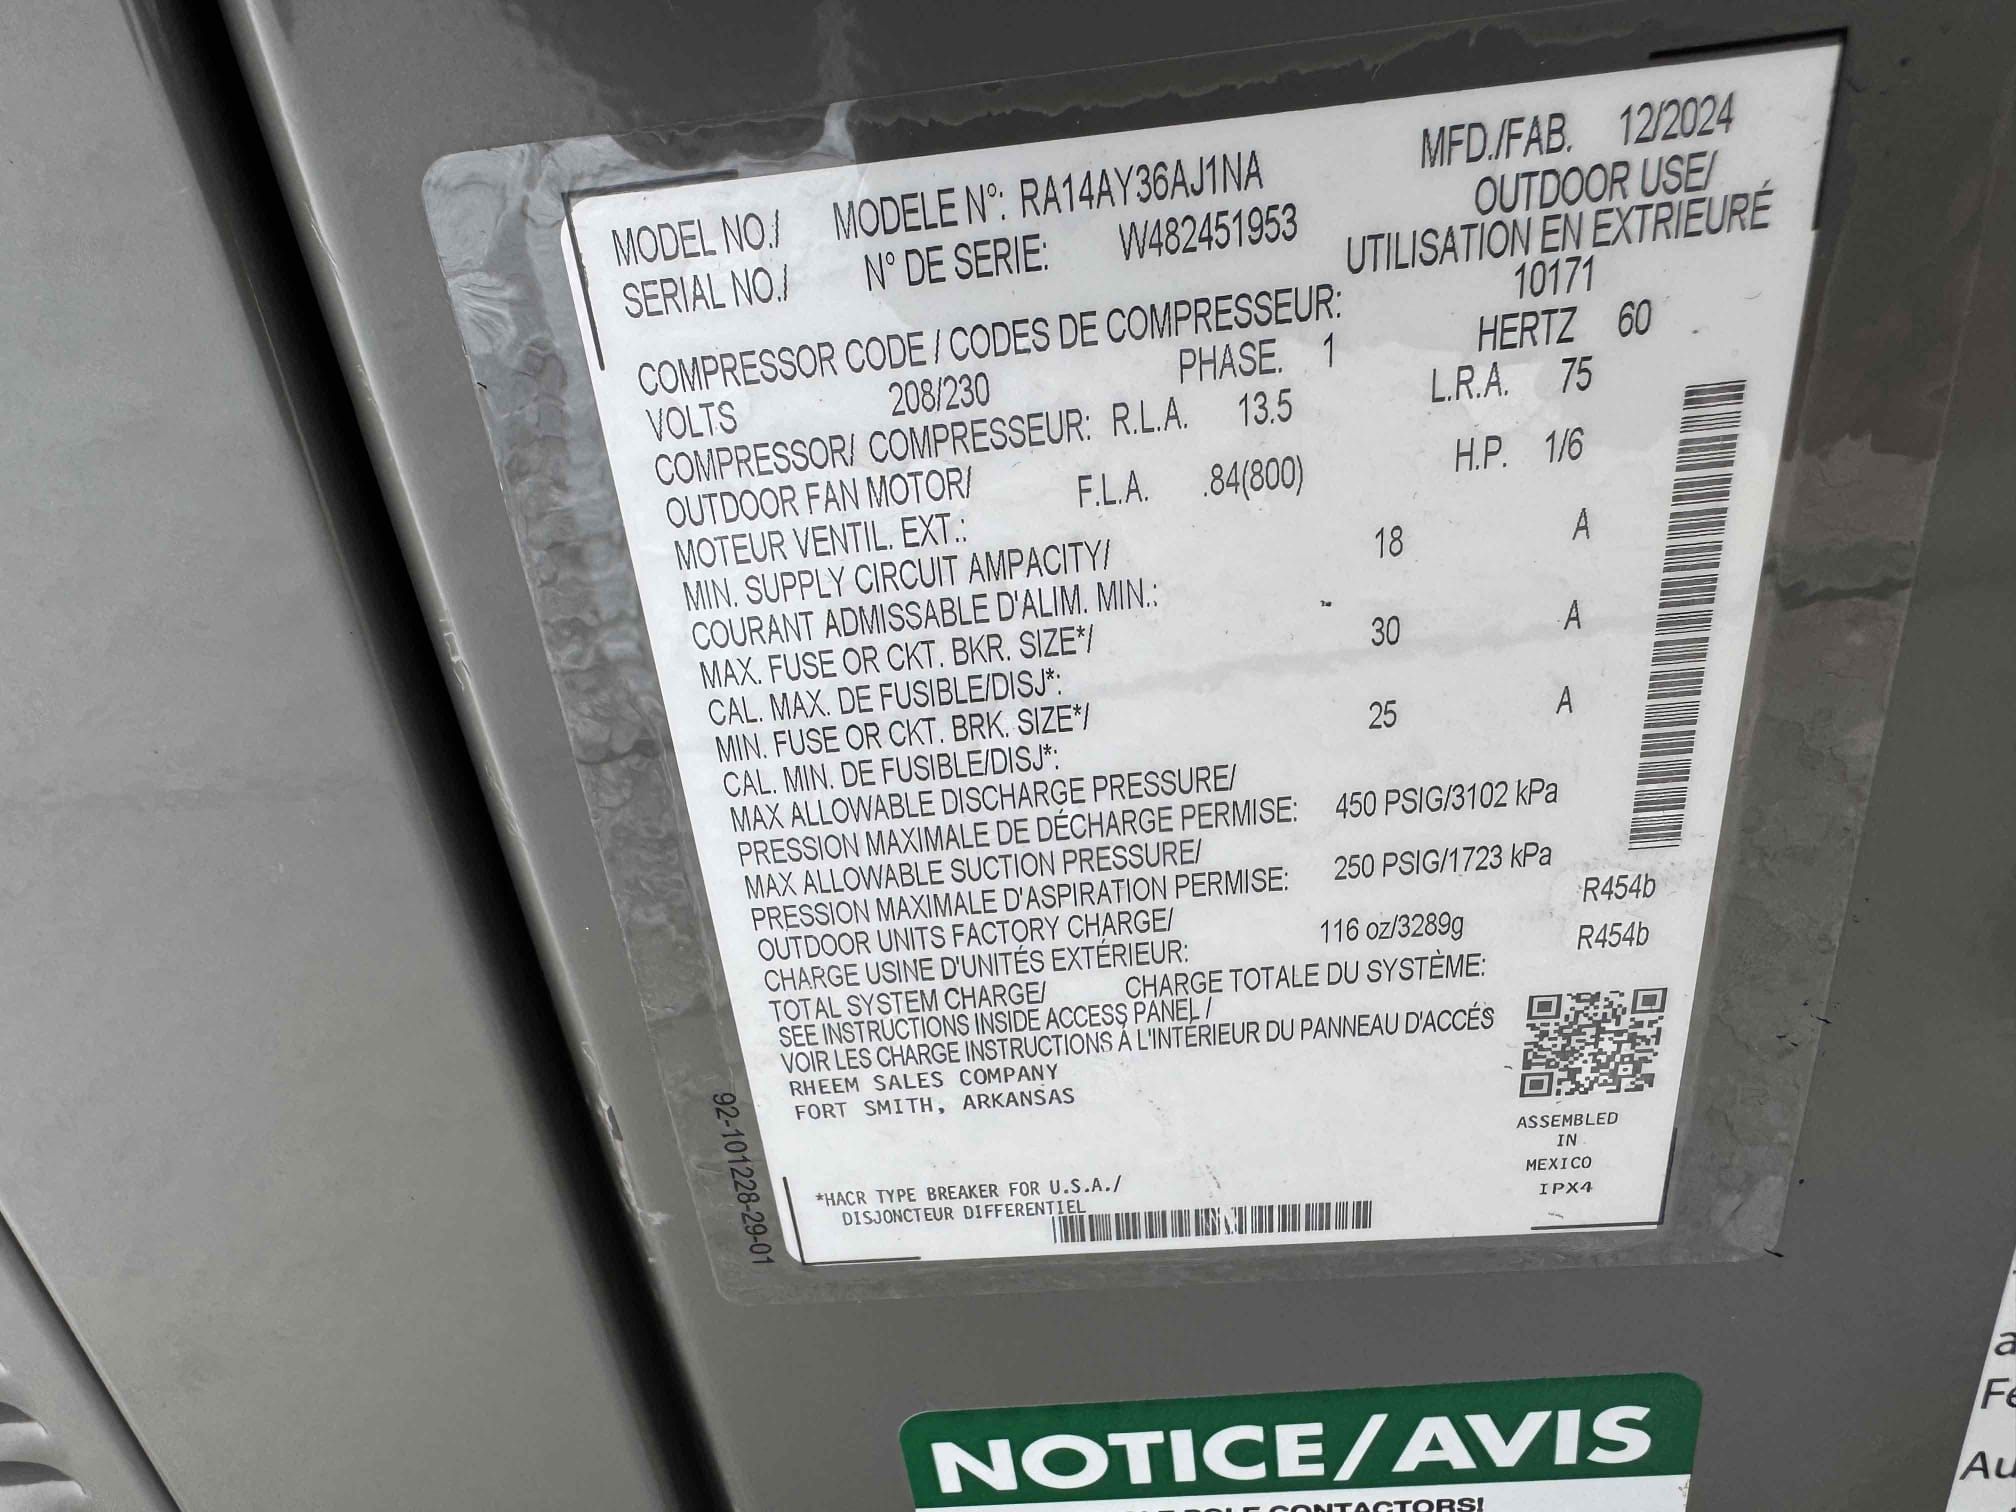 MFD./FAB. 12/2024
MODEL NO./ MODELE N°: RA14AY36AJ1NA
OUTDOOR USE/
SERIAL NO./ N° DE SERIE: W482451953
UTILISATION EN EXTRIEURÉ
COMPRESSOR CODE / CODES DE COMPRESSEUR: 10171
VOLTS 208/230 PHASE. 1 HERTZ 60
COMPRESSOR/ COMPRESSEUR: R.L.A. 13.5 L.R.A. 75
OUTDOOR FAN MOTOR/ F.L.A. .84(800) H.P. 1/6
MOTEUR VENTIL. EXT.:
MIN. SUPPLY CIRCUIT AMPACITY/ 18 A
COURANT ADMISSABLE D'ALIM. MIN.:
MAX. FUSE OR CKT. BKR. SIZE*/ 30 A
CAL. MAX. DE FUSIBLE/DISJ*:
MIN. FUSE OR CKT. BRK. SIZE*/ 25 A
CAL. MIN. DE FUSIBLE/DISJ*:
MAX ALLOWABLE DISCHARGE PRESSURE/
PRESSION MAXIMALE DE DÉCHARGE PERMISE: 450 PSIG/3102 kPa
MAX ALLOWABLE SUCTION PRESSURE/
PRESSION MAXIMALE D'ASPIRATION PERMISE: 250 PSIG/1723 kPa
OUTDOOR UNITS FACTORY CHARGE/ R454b
CHARGE USINE D'UNITÉS EXTÉRIEUR: 116 oz/3289g R454b
TOTAL SYSTEM CHARGE/ CHARGE TOTALE DU SYSTÈME:
SEE INSTRUCTIONS INSIDE ACCESS PANEL /
VOIR LES CHARGE INSTRUCTIONS À L'INTÉRIEUR DU PANNEAU D'ACCÉS
RHEEM SALES COMPANY
FORT SMITH, ARKANSAS
ASSEMBLED
IN
MEXICO
IPX4
*HACR TYPE BREAKER FOR U.S.A./
DISJONCTEUR DIFFERENTIEL
92-101228-29-01
NOTICE/AVIS
POLE CONTACTORS!